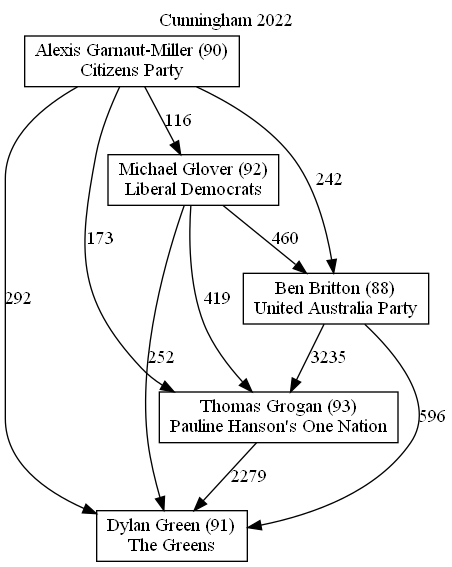 Cunningham 2022
Alexis Garnaut-Miller (90)
Citizens Party
116
Michael Glover (92)
Liberal Democrats
242
173
460
Ben Britton (88)
United Australia Party
292
419
252
3235
596
Thomas Grogan (93)
Pauline Hanson's One Nation
2279
Dylan Green (91)
The Greens